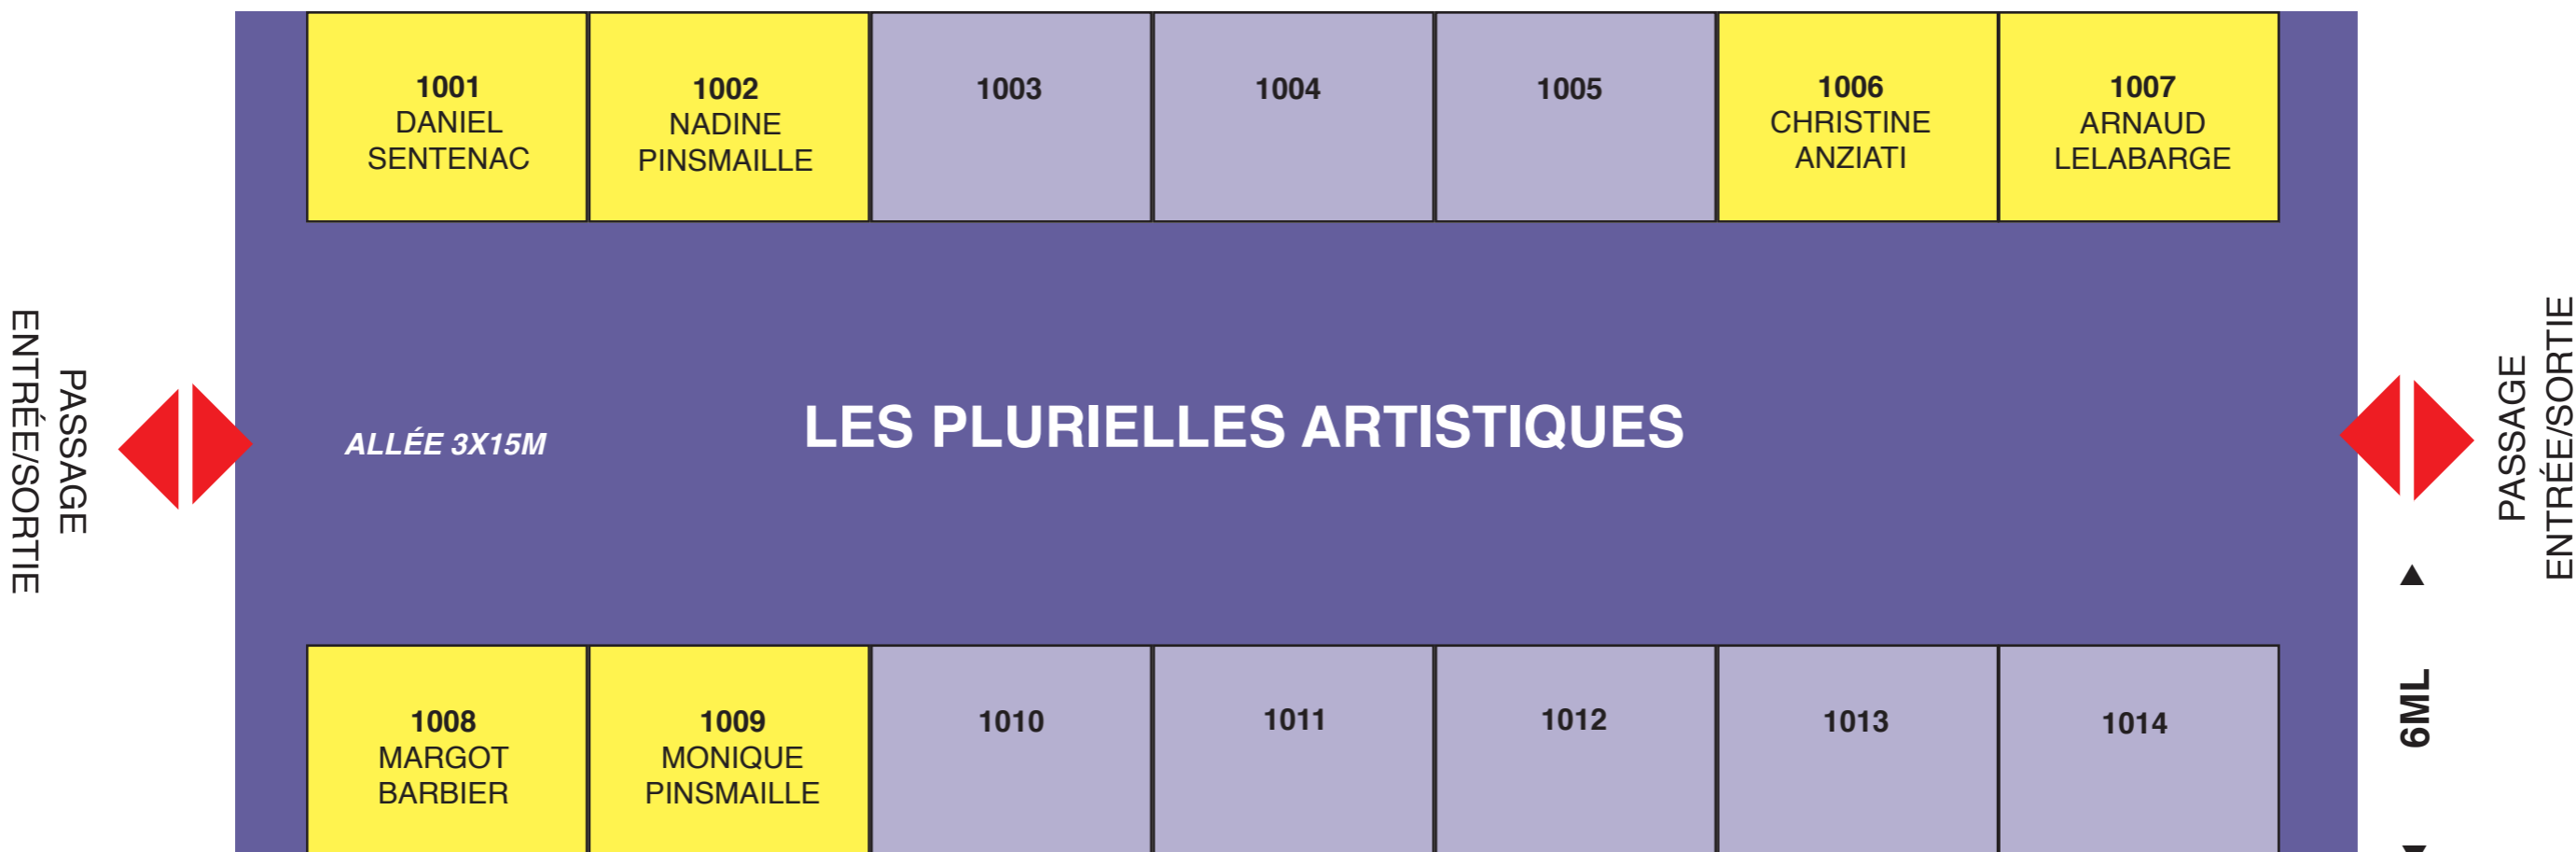 1001
DANIEL
SENTENAC
1002
NADINE
PINSMAILLE
1003
1004
1005
1006
CHRISTINE
ANZIATI
1007
ARNAUD
LELABARGE
PASSAGE
ENTRÉE/SORTIE
ALLÉE 3X15M
LES PLURIELLES ARTISTIQUES
PASSAGE
ENTRÉE/SORTIE
6ML
1008
MARGOT
BARBIER
1009
MONIQUE
PINSMAILLE
1010
1011
1012
1013
1014